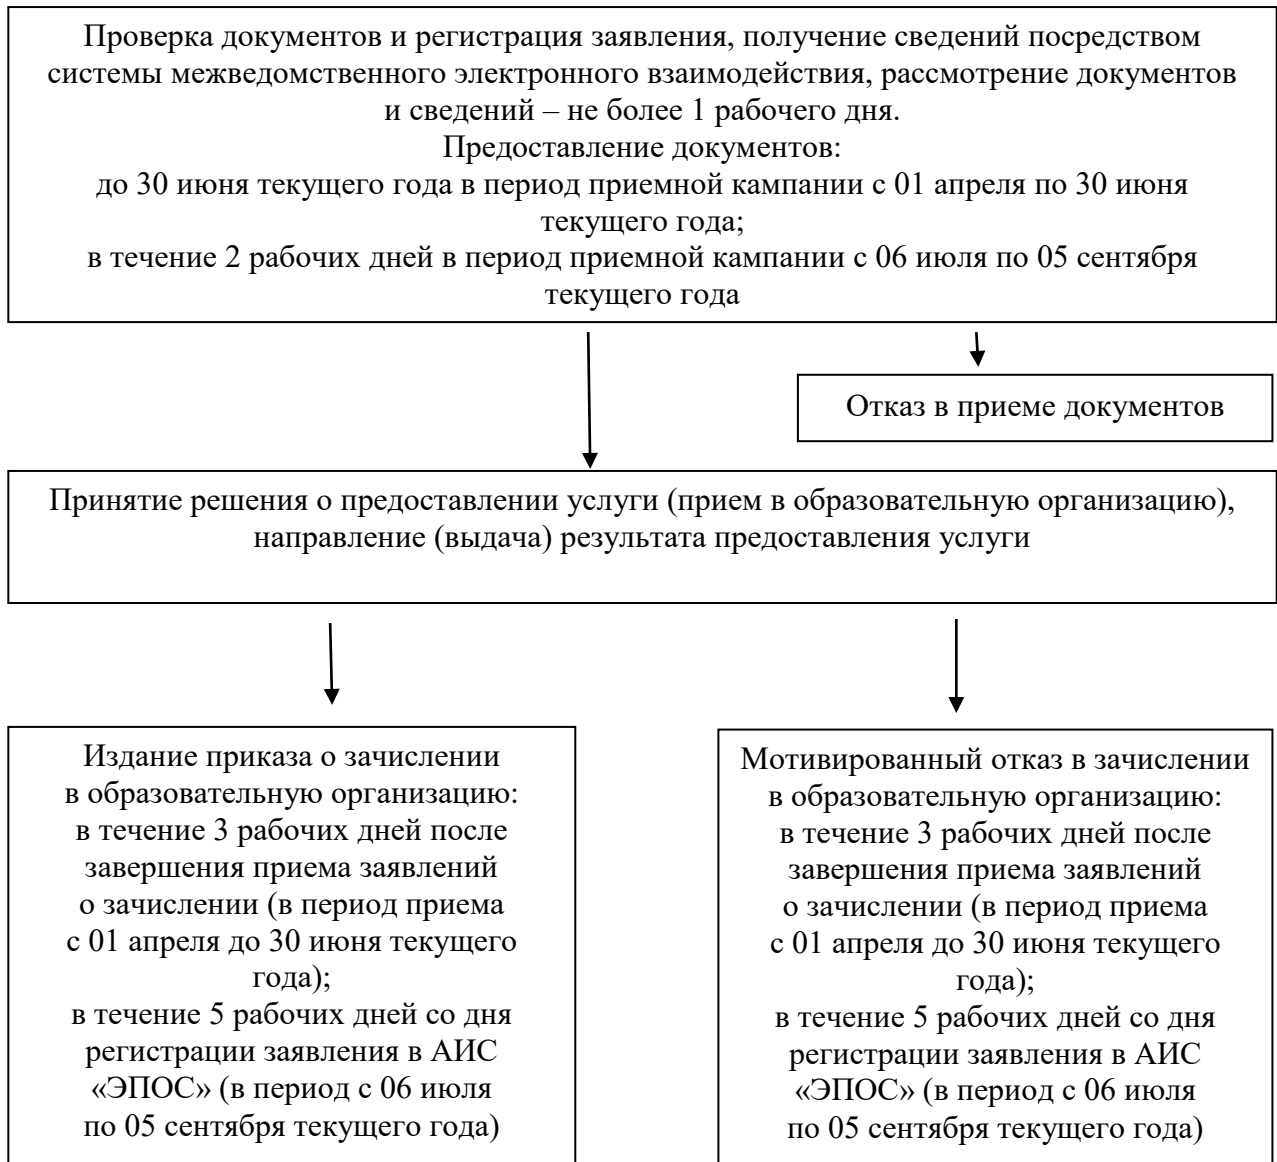 Проверка документов и регистрация заявления, получение сведений посредством
системы межведомственного электронного взаимодействия, рассмотрение документов
и сведений – не более 1 рабочего дня.
Предоставление документов:
до 30 июня текущего года в период приемной кампании с 01 апреля по 30 июня
текущего года;
в течение 2 рабочих дней в период приемной кампании с 06 июля по 05 сентября
текущего года
Отказ в приеме документов
Принятие решения о предоставлении услуги (прием в образовательную организацию),
направление (выдача) результата предоставления услуги
Издание приказа о зачислении
в образовательную организацию:
в течение 3 рабочих дней после
завершения приема заявлений
о зачислении (в период приема
с 01 апреля до 30 июня текущего
года);
в течение 5 рабочих дней со дня
регистрации заявления в АИС
«ЭПОС» (в период с 06 июля
по 05 сентября текущего года)
Мотивированный отказ в зачислении
в образовательную организацию:
в течение 3 рабочих дней после
завершения приема заявлений
о зачислении (в период приема
с 01 апреля до 30 июня текущего
года);
в течение 5 рабочих дней со дня
регистрации заявления в АИС
«ЭПОС» (в период с 06 июля
по 05 сентября текущего года)